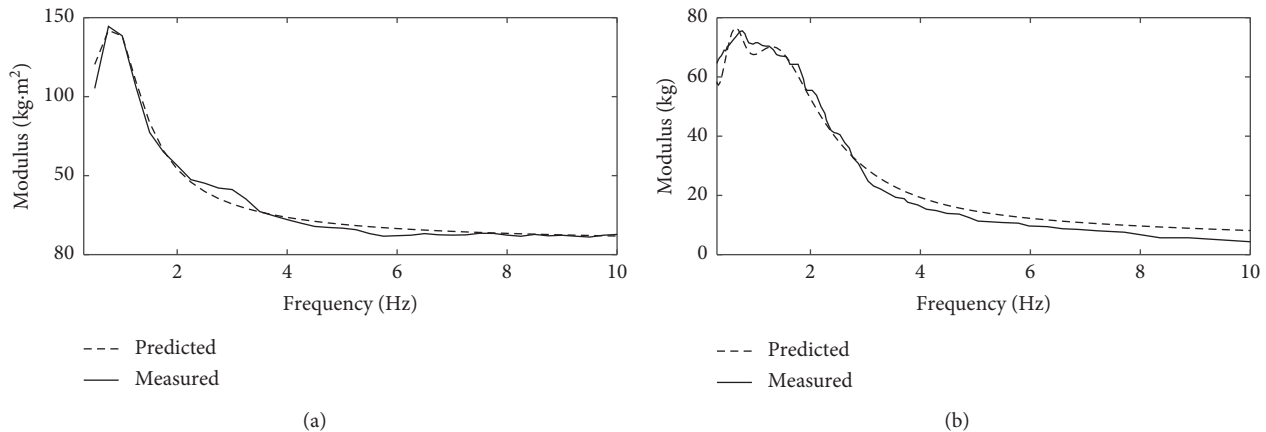 150
100
50
80
Modulus (kg·m²)
2 4 6 8 10
Frequency (Hz)
Predicted
Measured
(a)
80
60
40
20
0
Modulus (kg)
2 4 6 8 10
Frequency (Hz)
Predicted
Measured
(b)